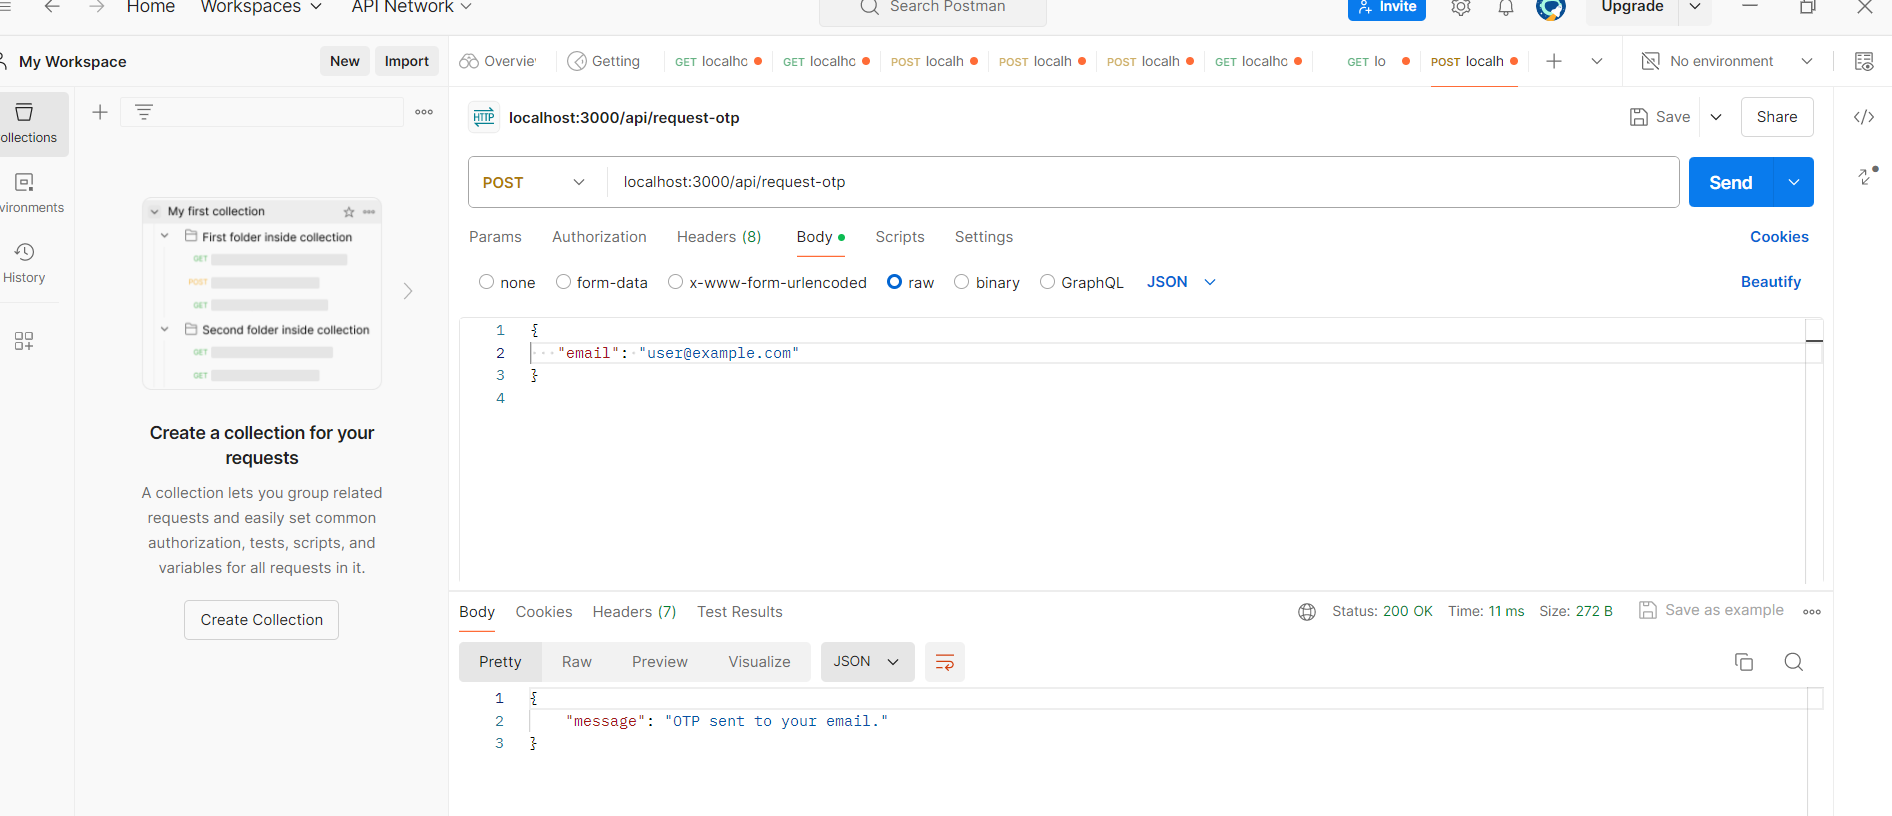 Home Workspaces API Network Search Postman Invite Upgrade
My Workspace New Import Overvie Getting GET localhc GET localhc POST localh POST localh POST localh GET localhc GET lo POST localh No environment
ollections
vironments
History
My first collection
First folder inside collection
GET
POST
GET
Second folder inside collection
GET
GET
Create a collection for your
requests
A collection lets you group related
requests and easily set common
authorization, tests, scripts, and
variables for all requests in it.
Create Collection
HTTP localhost:3000/api/request-otp Save Share
POST localhost:3000/api/request-otp Send
Params Authorization Headers (8) Body Scripts Settings Cookies
none form-data x-www-form-urlencoded raw binary GraphQL JSON Beautify
1 {
2 "email": "user@example.com"
3 }
4
Body Cookies Headers (7) Test Results Status: 200 OK Time: 11 ms Size: 272 B Save as example
Pretty Raw Preview Visualize JSON
1 {
2 "message": "OTP sent to your email."
3 }